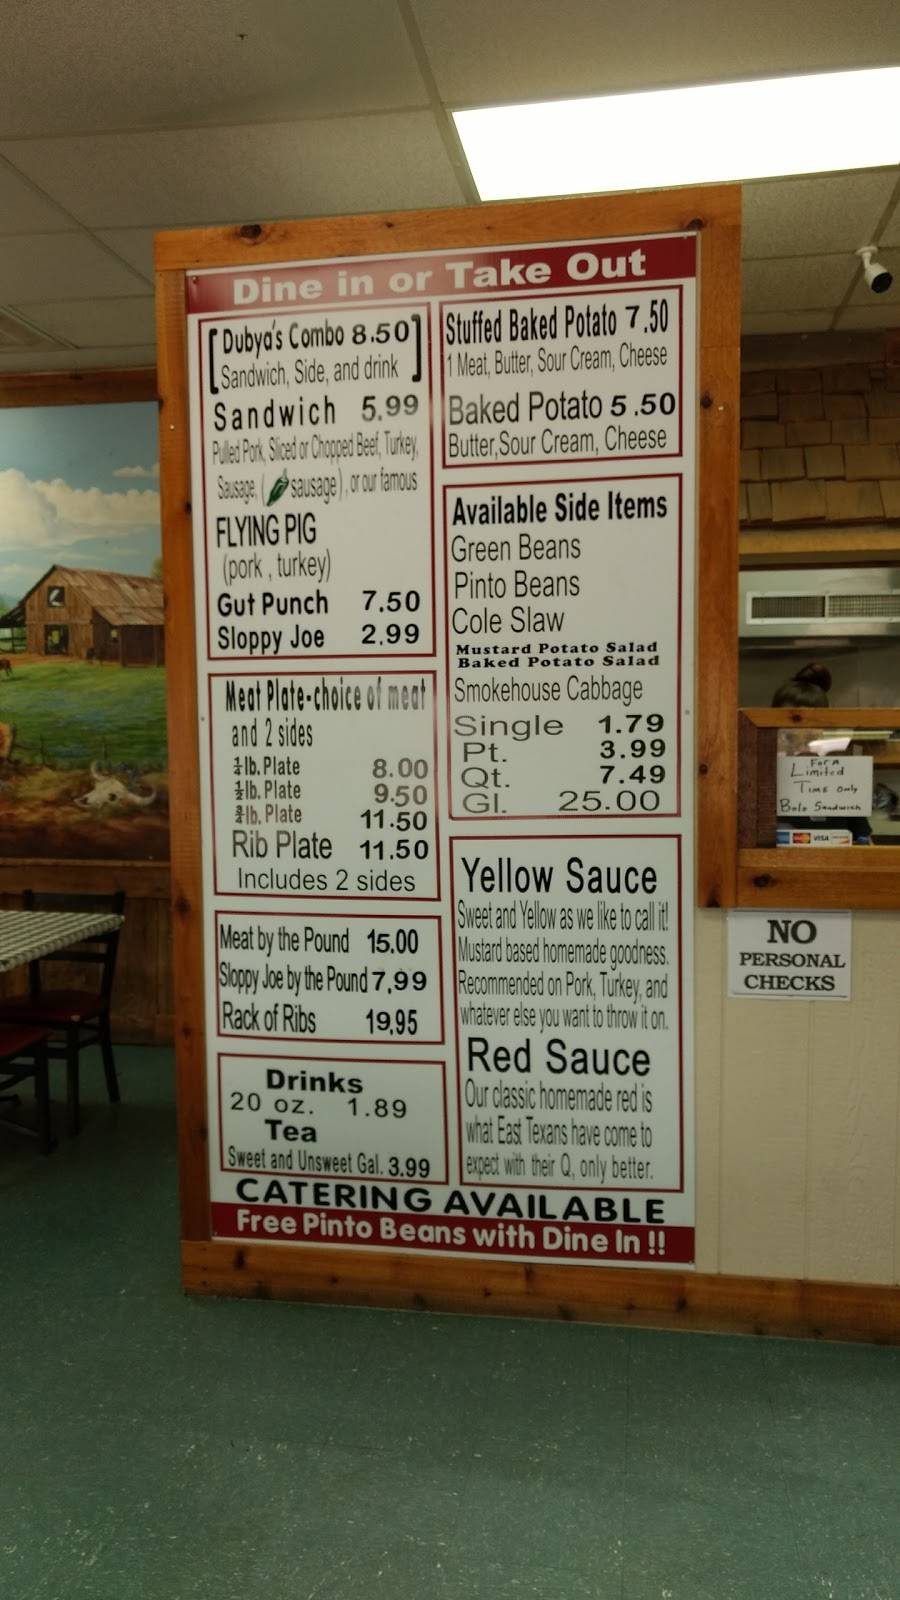 Dine in or Take Out
[Dubya's Combo 8.50]
Sandwich, Side, and drink
Sandwich 5.99
Pulled Pork, Sliced or Chopped Beef, Turkey,
Sausage, ( sausage), or our famous
FLYING PIG
(pork , turkey)
Gut Punch 7.50
Sloppy Joe 2.99
Meat Plate-choice of meat
and 2 sides
¼lb. Plate 8.00
½lb. Plate 9.50
¾lb. Plate 11.50
Rib Plate 11.50
Includes 2 sides
Meat by the Pound 15.00
Sloppy Joe by the Pound 7,99
Rack of Ribs 19,95
Drinks
20 oz. 1.89
Tea
Sweet and Unsweet Gal. 3.99
Stuffed Baked Potato 7.50
1 Meat, Butter, Sour Cream, Cheese
Baked Potato 5.50
Butter,Sour Cream, Cheese
Available Side Items
Green Beans
Pinto Beans
Cole Slaw
Mustard Potato Salad
Baked Potato Salad
Smokehouse Cabbage
Single 1.79
Pt. 3.99
Qt. 7.49
Gl. 25.00
Yellow Sauce
Sweet and Yellow as we like to call it!
Mustard based homemade goodness.
Recommended on Pork, Turkey, and
whatever else you want to throw it on.
Red Sauce
Our classic homemade red is
what East Texans have come to
expect with their Q, only better.
CATERING AVAILABLE
Free Pinto Beans with Dine In !!
For A
Limited
Time only
Bolo Sandwich
VISA
NO
PERSONAL
CHECKS